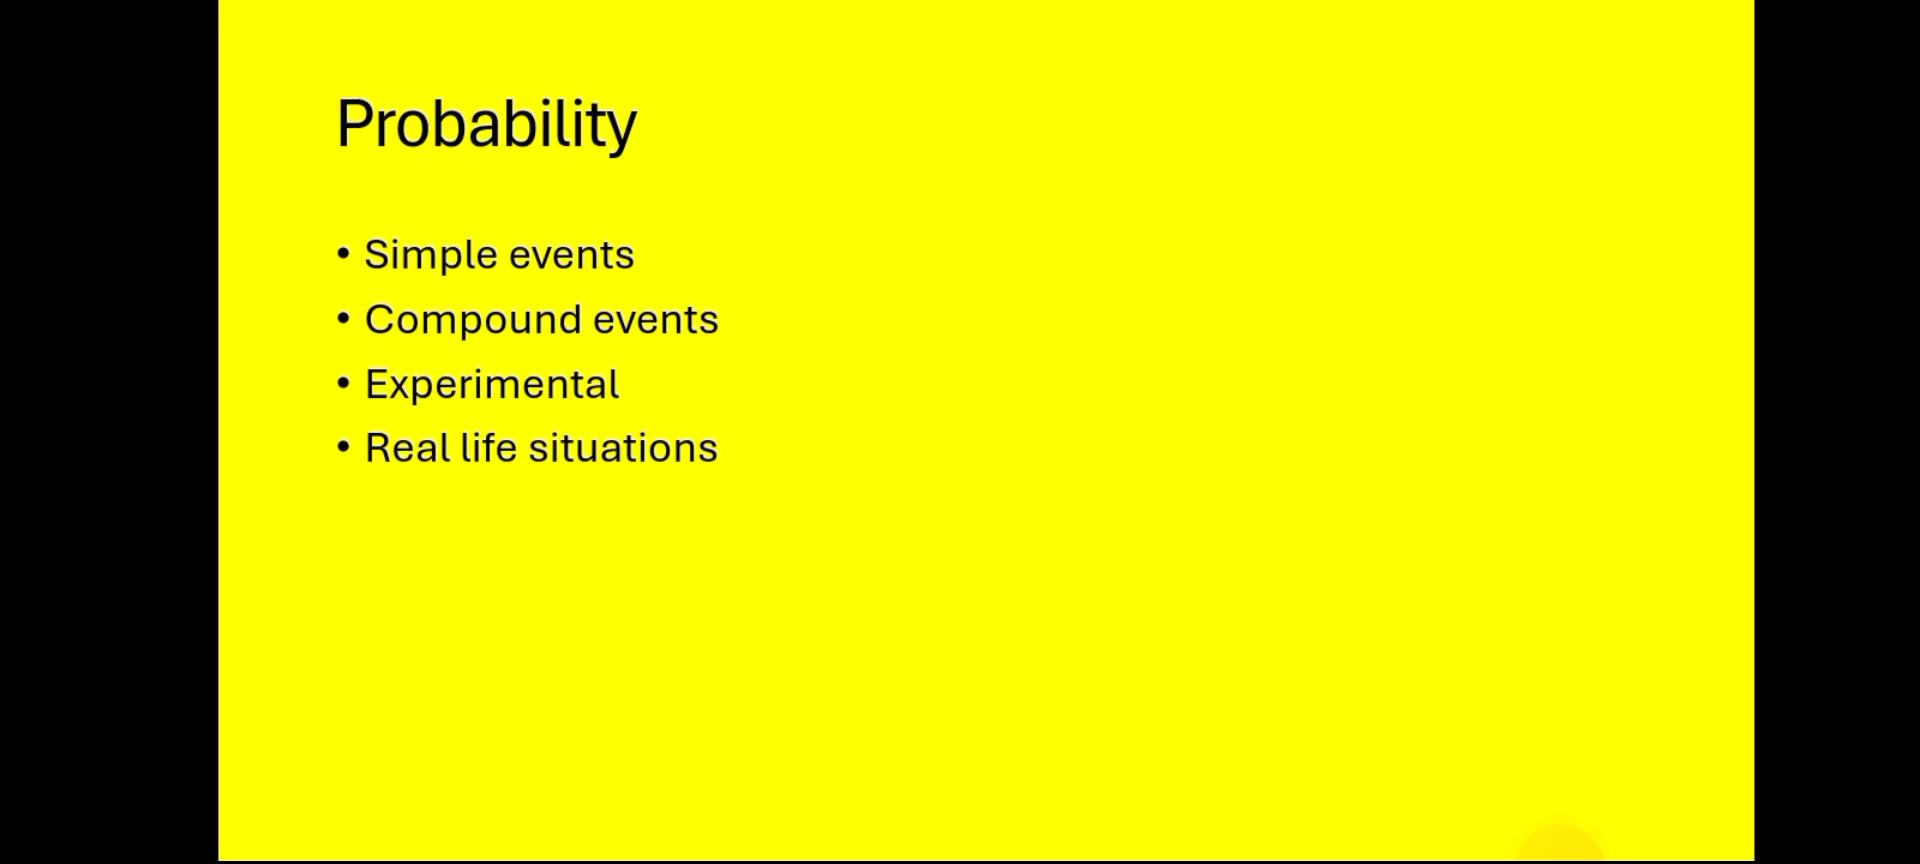 Probability
• Simple events
• Compound events
• Experimental
• Real life situations